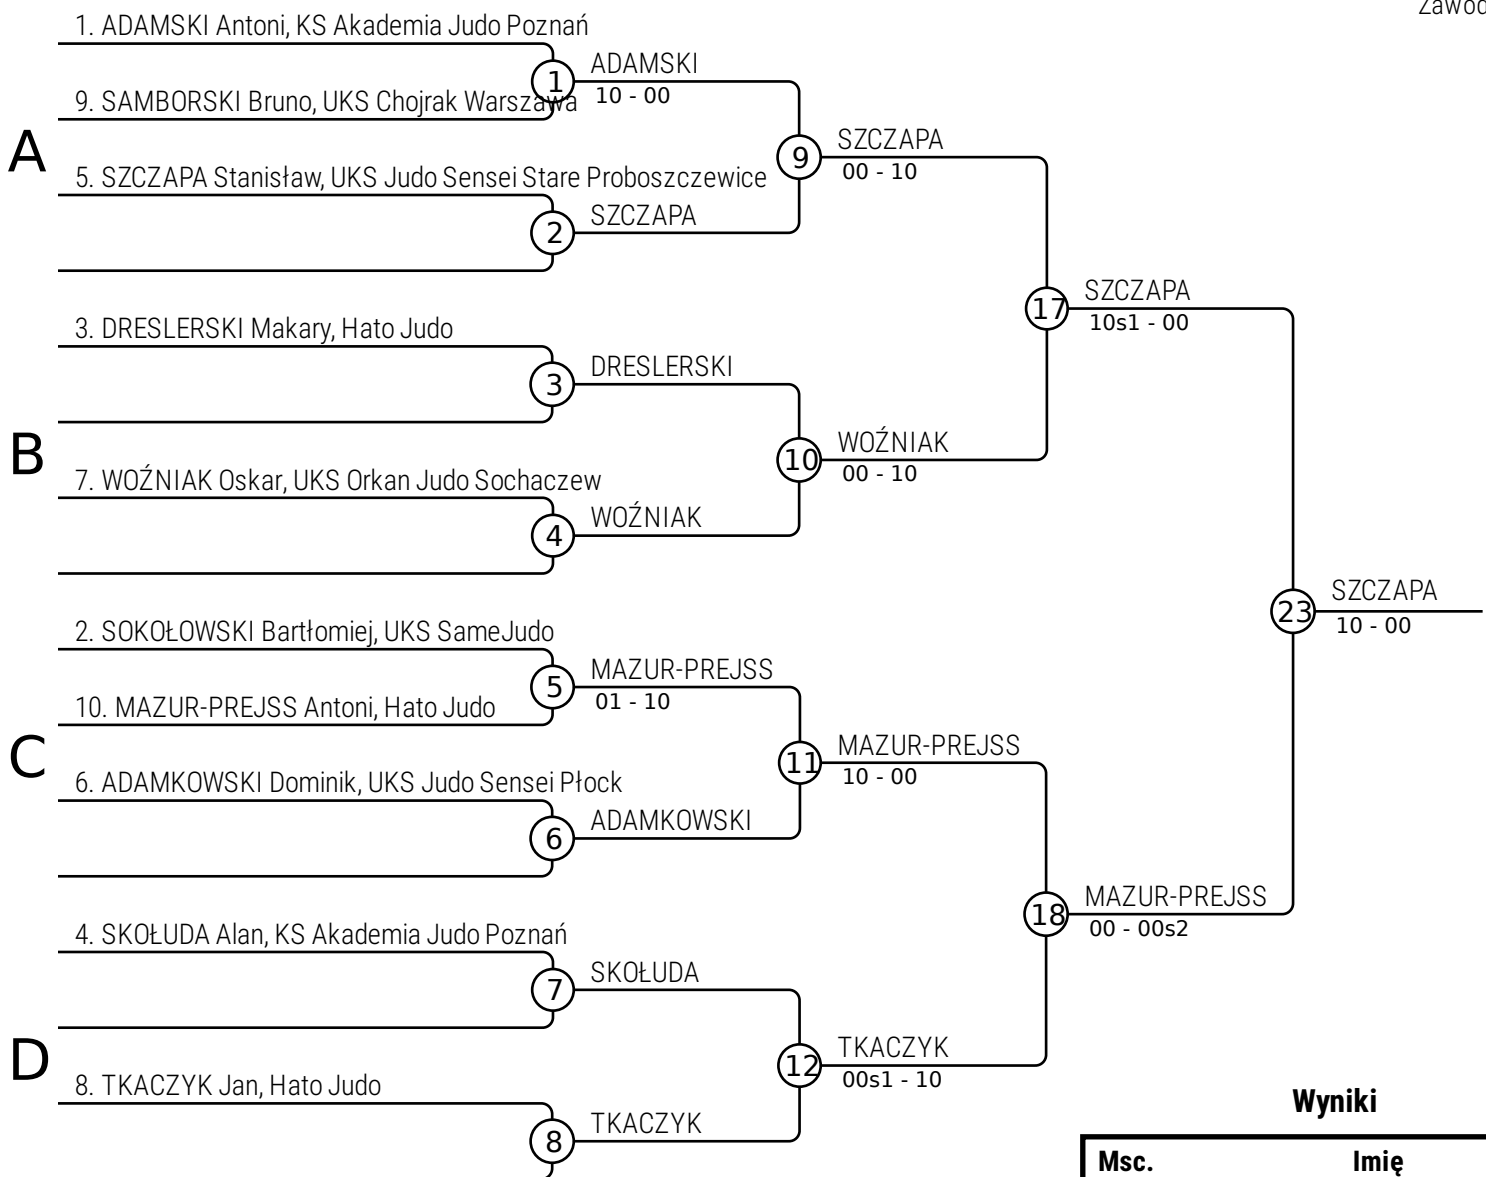 Zawod
1. ADAMSKI Antoni, KS Akademia Judo Poznań
1
ADAMSKI
10 - 00
9. SAMBORSKI Bruno, UKS Chojrak Warszawa
A
9
SZCZAPA
00 - 10
5. SZCZAPA Stanisław, UKS Judo Sensei Stare Proboszczewice
2
SZCZAPA
17
SZCZAPA
10s1 - 00
3. DRESLERSKI Makary, Hato Judo
3
DRESLERSKI
B
10
WOŹNIAK
00 - 10
7. WOŹNIAK Oskar, UKS Orkan Judo Sochaczew
4
WOŹNIAK
23
SZCZAPA
10 - 00
2. SOKOŁOWSKI Bartłomiej, UKS SameJudo
5
MAZUR-PREJSS
01 - 10
10. MAZUR-PREJSS Antoni, Hato Judo
C
11
MAZUR-PREJSS
10 - 00
6. ADAMKOWSKI Dominik, UKS Judo Sensei Płock
6
ADAMKOWSKI
18
MAZUR-PREJSS
00 - 00s2
4. SKOŁUDA Alan, KS Akademia Judo Poznań
7
SKOŁUDA
D
12
TKACZYK
00s1 - 10
8. TKACZYK Jan, Hato Judo
8
TKACZYK
Wyniki
Msc. Imię